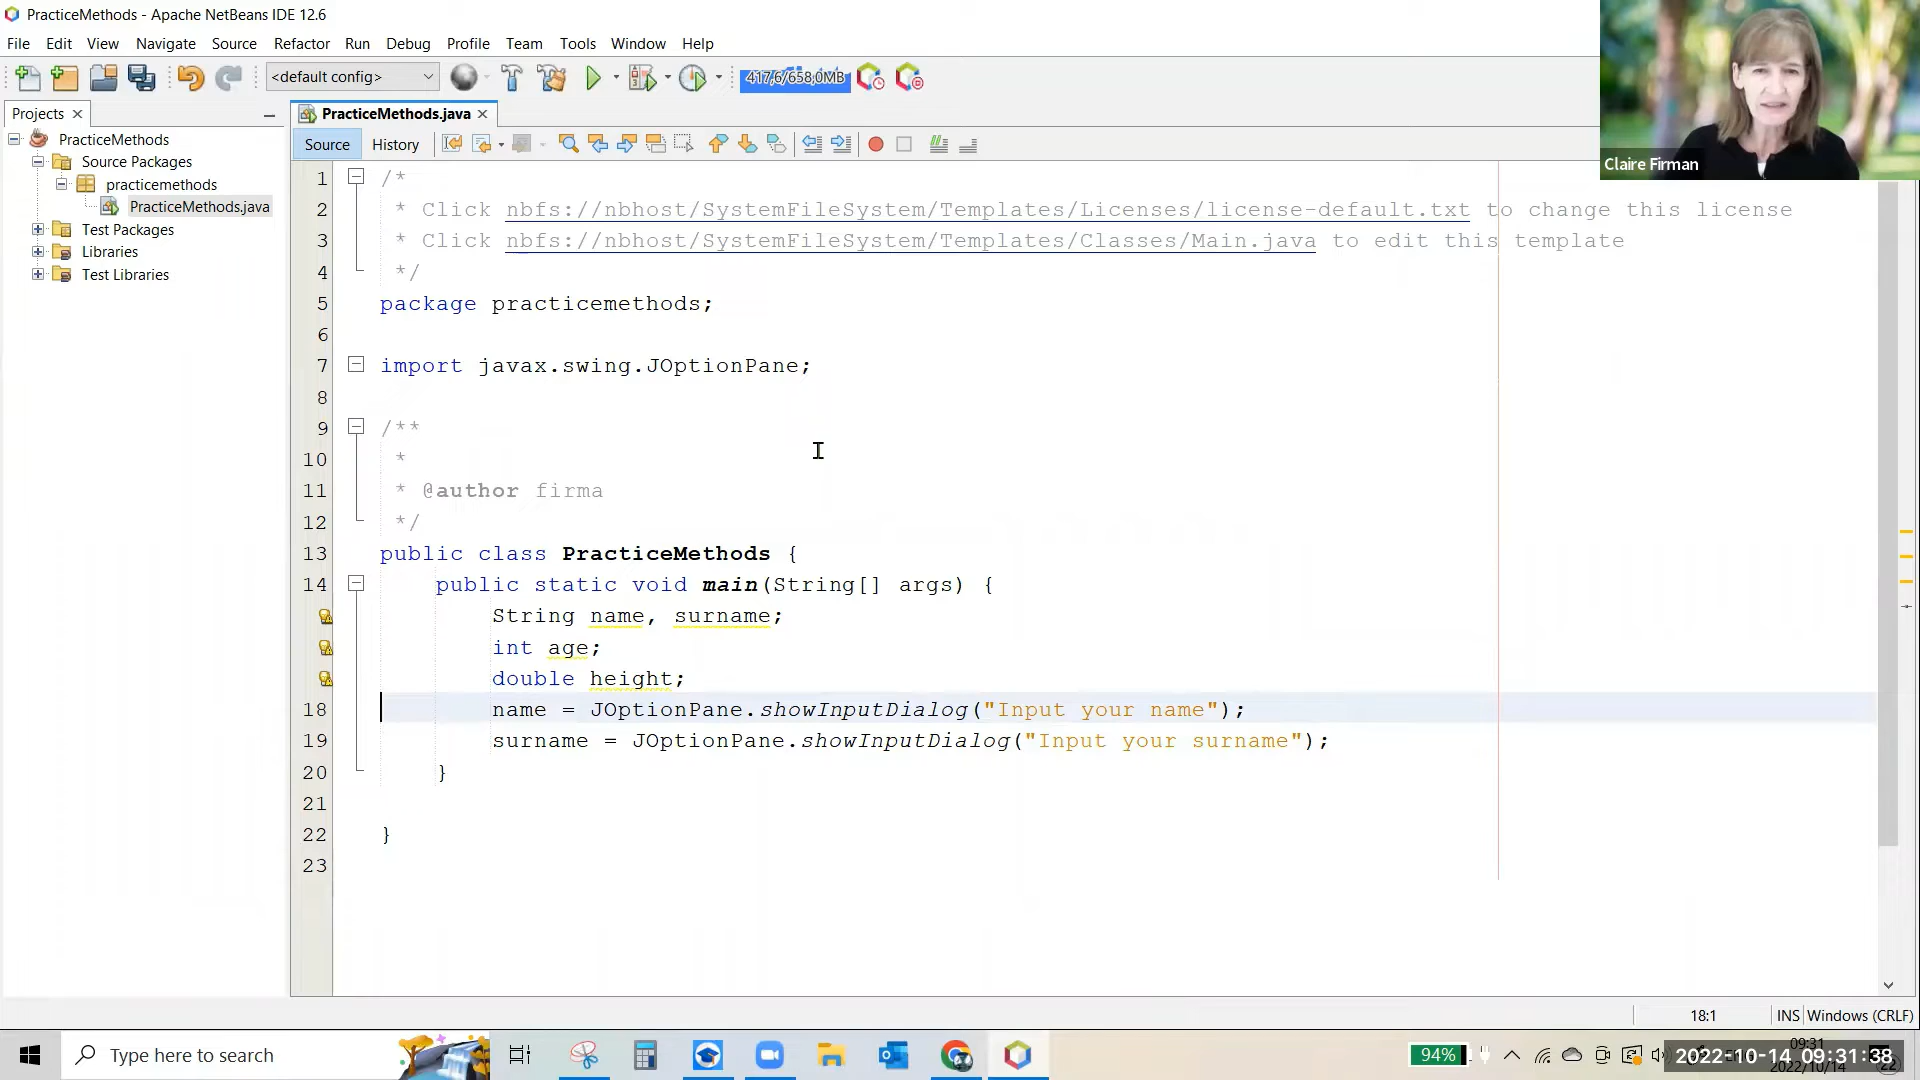 PracticeMethods - Apache NetBeans IDE 12.6
File Edit View Navigate Source Refactor Run Debug Profile Team Tools Window Help
<default config>
417,6/658,0MB
Projects
PracticeMethods.java
Source History
PracticeMethods
Source Packages
practicemethods
PracticeMethods.java
Test Packages
Libraries
Test Libraries
Claire Firman
1 /*
2 * Click nbfs://nbhost/SystemFileSystem/Templates/Licenses/license-default.txt to change this license
3 * Click nbfs://nbhost/SystemFileSystem/Templates/Classes/Main.java to edit this template
4 */
5 package practicemethods;
6
7 import javax.swing.JOptionPane;
8
9 /**
10 *
11 * @author firma
12 */
13 public class PracticeMethods {
14 public static void main(String[] args) {
String name, surname;
int age;
double height;
18 name = JOptionPane.showInputDialog("Input your name");
19 surname = JOptionPane.showInputDialog("Input your surname");
20 }
21
22 }
23
18:1 INS Windows (CRLF)
Type here to search
94%
09:31
2022-10-14 09:31:38
2022/10/14
22